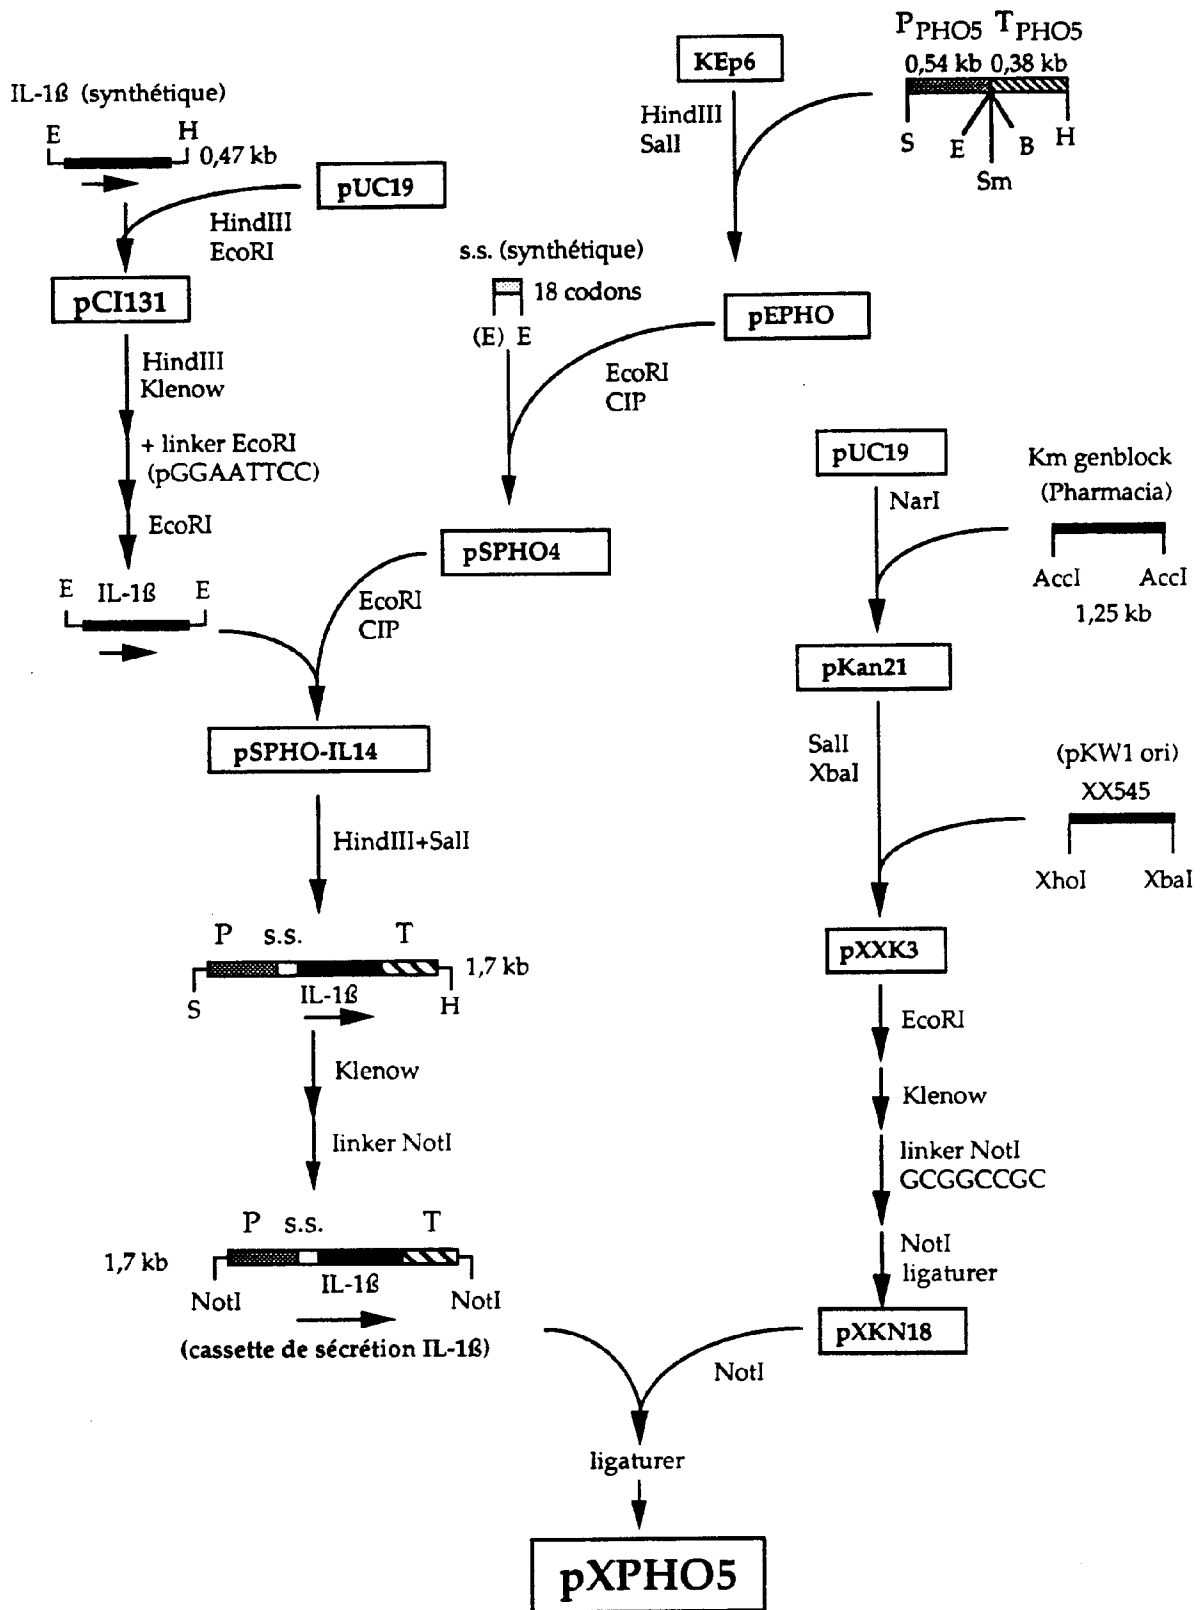 P PHO5 T PHO5
0,54 kb 0,38 kb
S E Sm B H
KEp6
HindIII
SalI
IL-1ß (synthétique)
E H
0,47 kb
pUC19
HindIII
EcoRI
pCI131
s.s. (synthétique)
18 codons
(E) E
pEPHO
HindIII
Klenow
+ linker EcoRI
(pGGAATTCC)
EcoRI
EcoRI
CIP
pSPHO4
E IL-1ß E
EcoRI
CIP
pSPHO-IL14
HindIII+SalI
P s.s. T
1,7 kb
S IL-1ß H
Klenow
linker NotI
P s.s. T
1,7 kb
NotI IL-1ß NotI
(cassette de sécrétion IL-1ß)
pUC19
NarI
Km genblock
(Pharmacia)
AccI AccI
1,25 kb
pKan21
SalI
XbaI
(pKW1 ori)
XX545
XhoI XbaI
pXXK3
EcoRI
Klenow
linker NotI
GCGGCCGC
NotI
ligaturer
pXKN18
NotI
ligaturer
pXPHO5